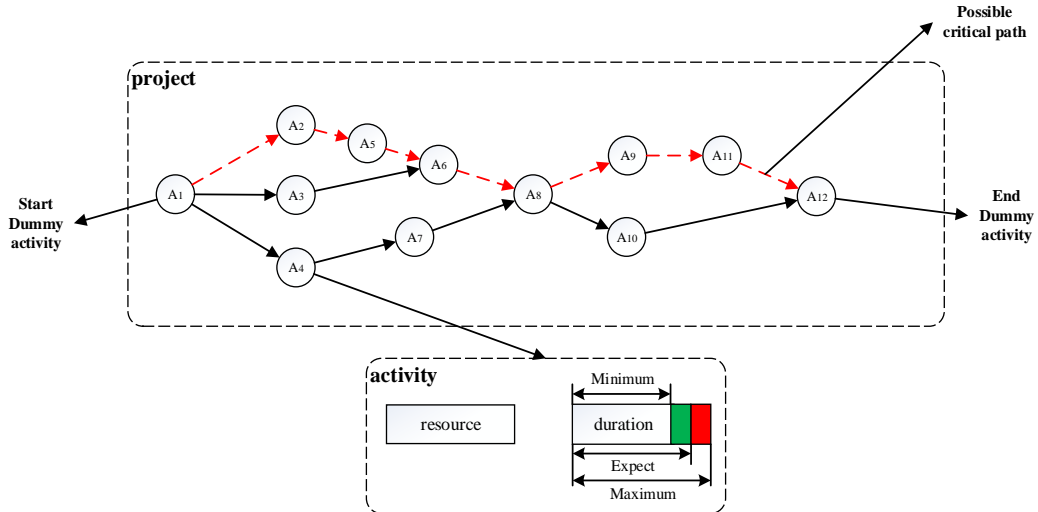 Possible
critical path
project
A2
A5
A6
A9
A11
A1
A3
A8
A12
Start
Dummy
activity
End
Dummy
activity
A7
A10
A4
activity
Minimum
resource
duration
Expect
Maximum